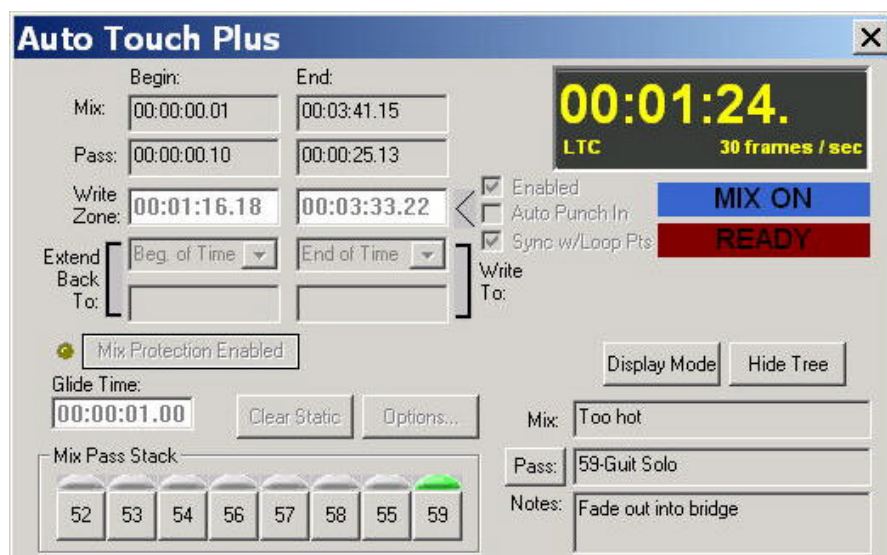 Auto Touch Plus
Begin: End:
Mix: 00:00:00.01 00:03:41.15
00:01:24.
LTC 30 frames / sec
Pass: 00:00:00.10 00:00:25.13
Write Zone: 00:01:16.18 00:03:33.22
Enabled
Auto Punch In
Sync w/Loop Pts
MIX ON
READY
Extend Back To:
Beg. of Time End of Time
Write To:
Mix Protection Enabled
Display Mode Hide Tree
Glide Time:
00:00:01.00 Clear Static Options...
Mix: Too hot
Mix Pass Stack
Pass: 59-Guit Solo
52 53 54 56 57 58 55 59
Notes: Fade out into bridge